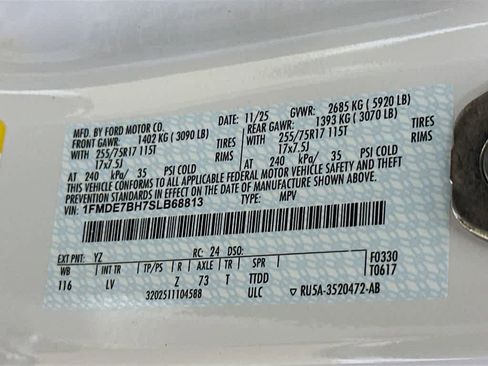 MFD. BY FORD MOTOR CO.
DATE: 11/25 GVWR: 2685 KG ( 5920 LB)
FRONT GAWR: 1402 KG ( 3090 LB) REAR GAWR: 1393 KG ( 3070 LB)
WITH 255/75R17 115T TIRES WITH 255/75R17 115T TIRES
17x7.5J RIMS 17x7.5J RIMS
AT 240 kPa/ 35 PSI COLD AT 240 kPa/ 35 PSI COLD
THIS VEHICLE CONFORMS TO ALL APPLICABLE FEDERAL MOTOR VEHICLE SAFETY AND THEFT
PREVENTION STANDARDS IN EFFECT ON THE DATE OF MANUFACTURE SHOWN ABOVE.
VIN: 1FMDE7BH7SLB68813 TYPE: MPV
EXT PNT: YZ RC: 24 DSO: F0330
WB INT TR TP/PS R AXLE TR SPR T0617
116 LV Z 73 T TTDD
3202511104588 ULC RU5A-3520472-AB